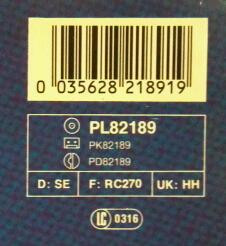 0 035628 218919
PL82189
PK82189
PD82189
D: SE F: RC270 UK: HH
LC 0316